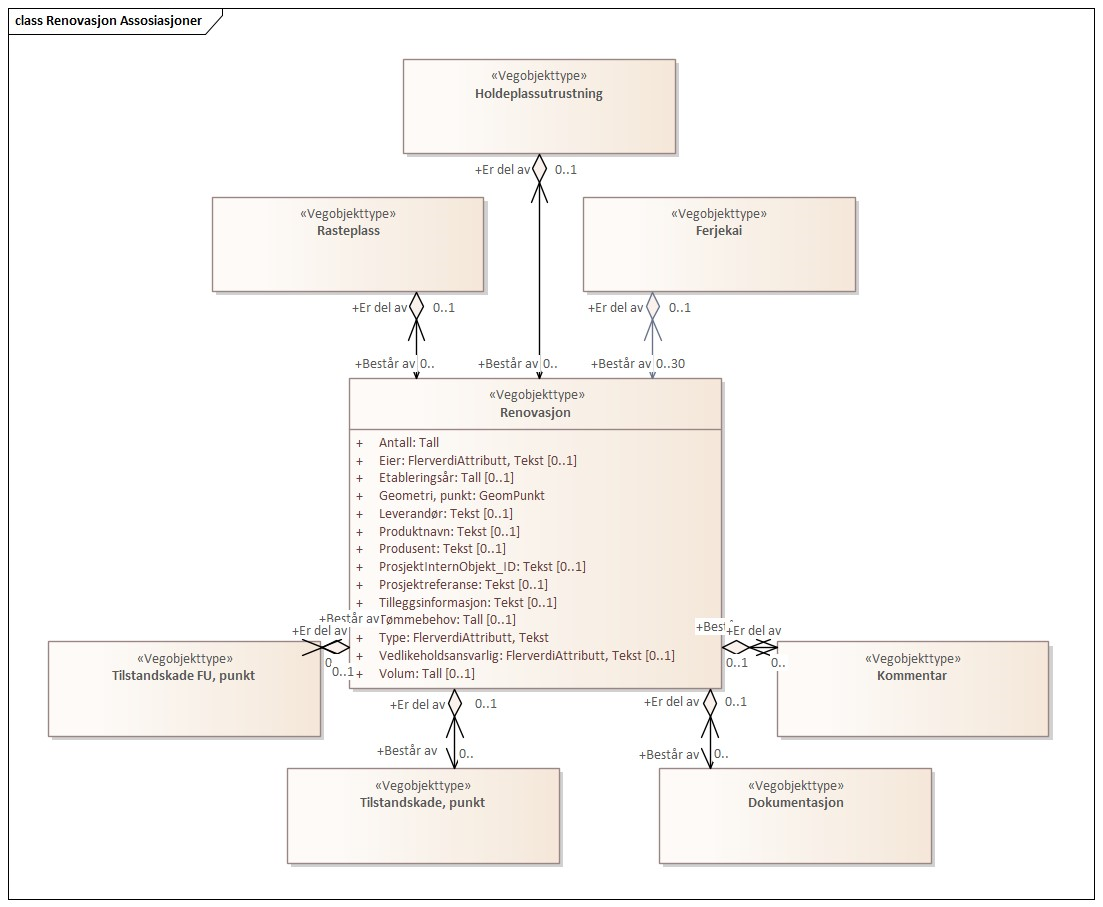 class Renovasjon Assosiasjoner
«Vegobjekttype»
Holdeplassutrustning
+Er del av 0..1
«Vegobjekttype»
Rasteplass
«Vegobjekttype»
Ferjekai
+Er del av 0..1
+Er del av 0..1
+Består av 0..
+Består av 0..
+Består av 0..30
«Vegobjekttype»
Renovasjon
+ Antall: Tall
+ Eier: FlerverdiAttributt, Tekst [0..1]
+ Etableringsår: Tall [0..1]
+ Geometri, punkt: GeomPunkt
+ Leverandør: Tekst [0..1]
+ Produktnavn: Tekst [0..1]
+ Produsent: Tekst [0..1]
+ ProsjektInternObjekt_ID: Tekst [0..1]
+ Prosjektreferanse: Tekst [0..1]
+ Tilleggsinformasjon: Tekst [0..1]
Tømmebehov: Tall [0..1]
+ Type: FlerverdiAttributt, Tekst
+ Vedlikeholdsansvarlig: FlerverdiAttributt, Tekst [0..1]
+ Volum: Tall [0..1]
+Består av
+Er del av
0
0..1
«Vegobjekttype»
Tilstandskade FU, punkt
+Best
+Er del av
0..1
0..
«Vegobjekttype»
Kommentar
+Er del av 0..1
+Er del av 0..1
+Består av 0..
+Består av 0..
«Vegobjekttype»
Tilstandskade, punkt
«Vegobjekttype»
Dokumentasjon